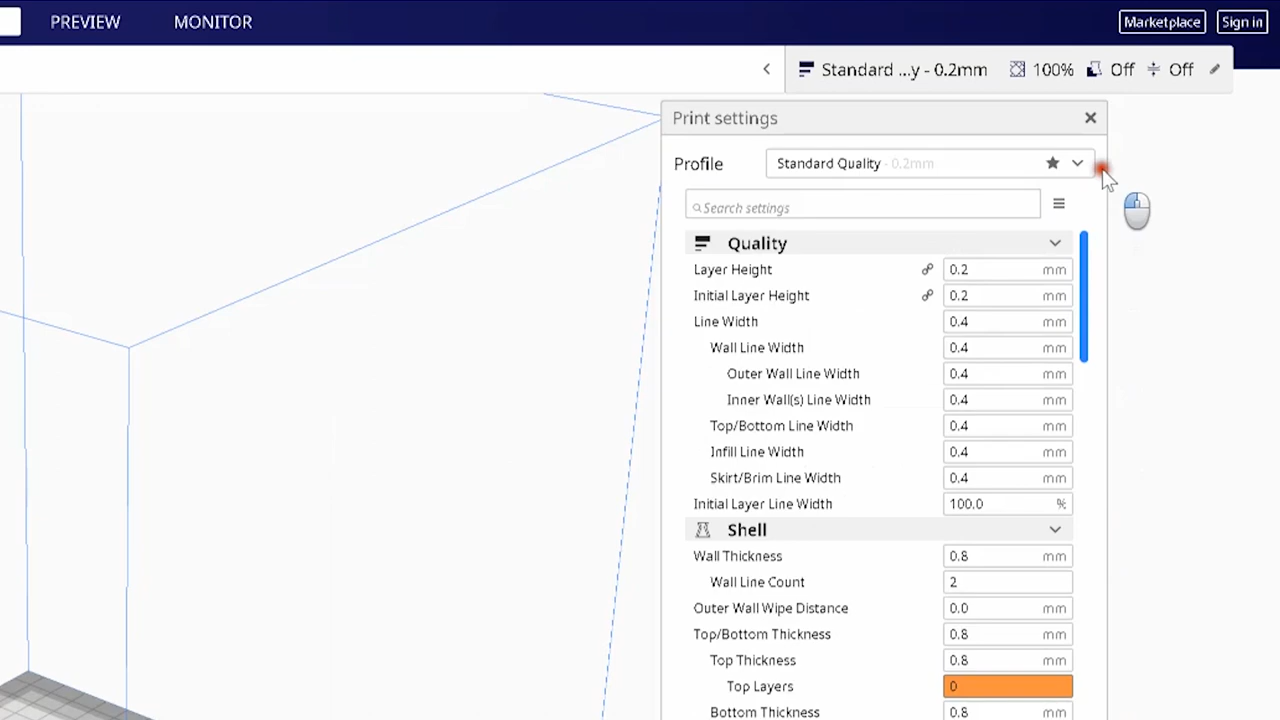 PREVIEW MONITOR Marketplace Sign in
Standard ...y - 0.2mm 100% Off Off
Print settings
Profile Standard Quality - 0.2mm
Search settings
Quality
Layer Height 0.2 mm
Initial Layer Height 0.2 mm
Line Width 0.4 mm
Wall Line Width 0.4 mm
Outer Wall Line Width 0.4 mm
Inner Wall(s) Line Width 0.4 mm
Top/Bottom Line Width 0.4 mm
Infill Line Width 0.4 mm
Skirt/Brim Line Width 0.4 mm
Initial Layer Line Width 100.0 %
Shell
Wall Thickness 0.8 mm
Wall Line Count 2
Outer Wall Wipe Distance 0.0 mm
Top/Bottom Thickness 0.8 mm
Top Thickness 0.8 mm
Top Layers 0
Bottom Thickness 0.8 mm